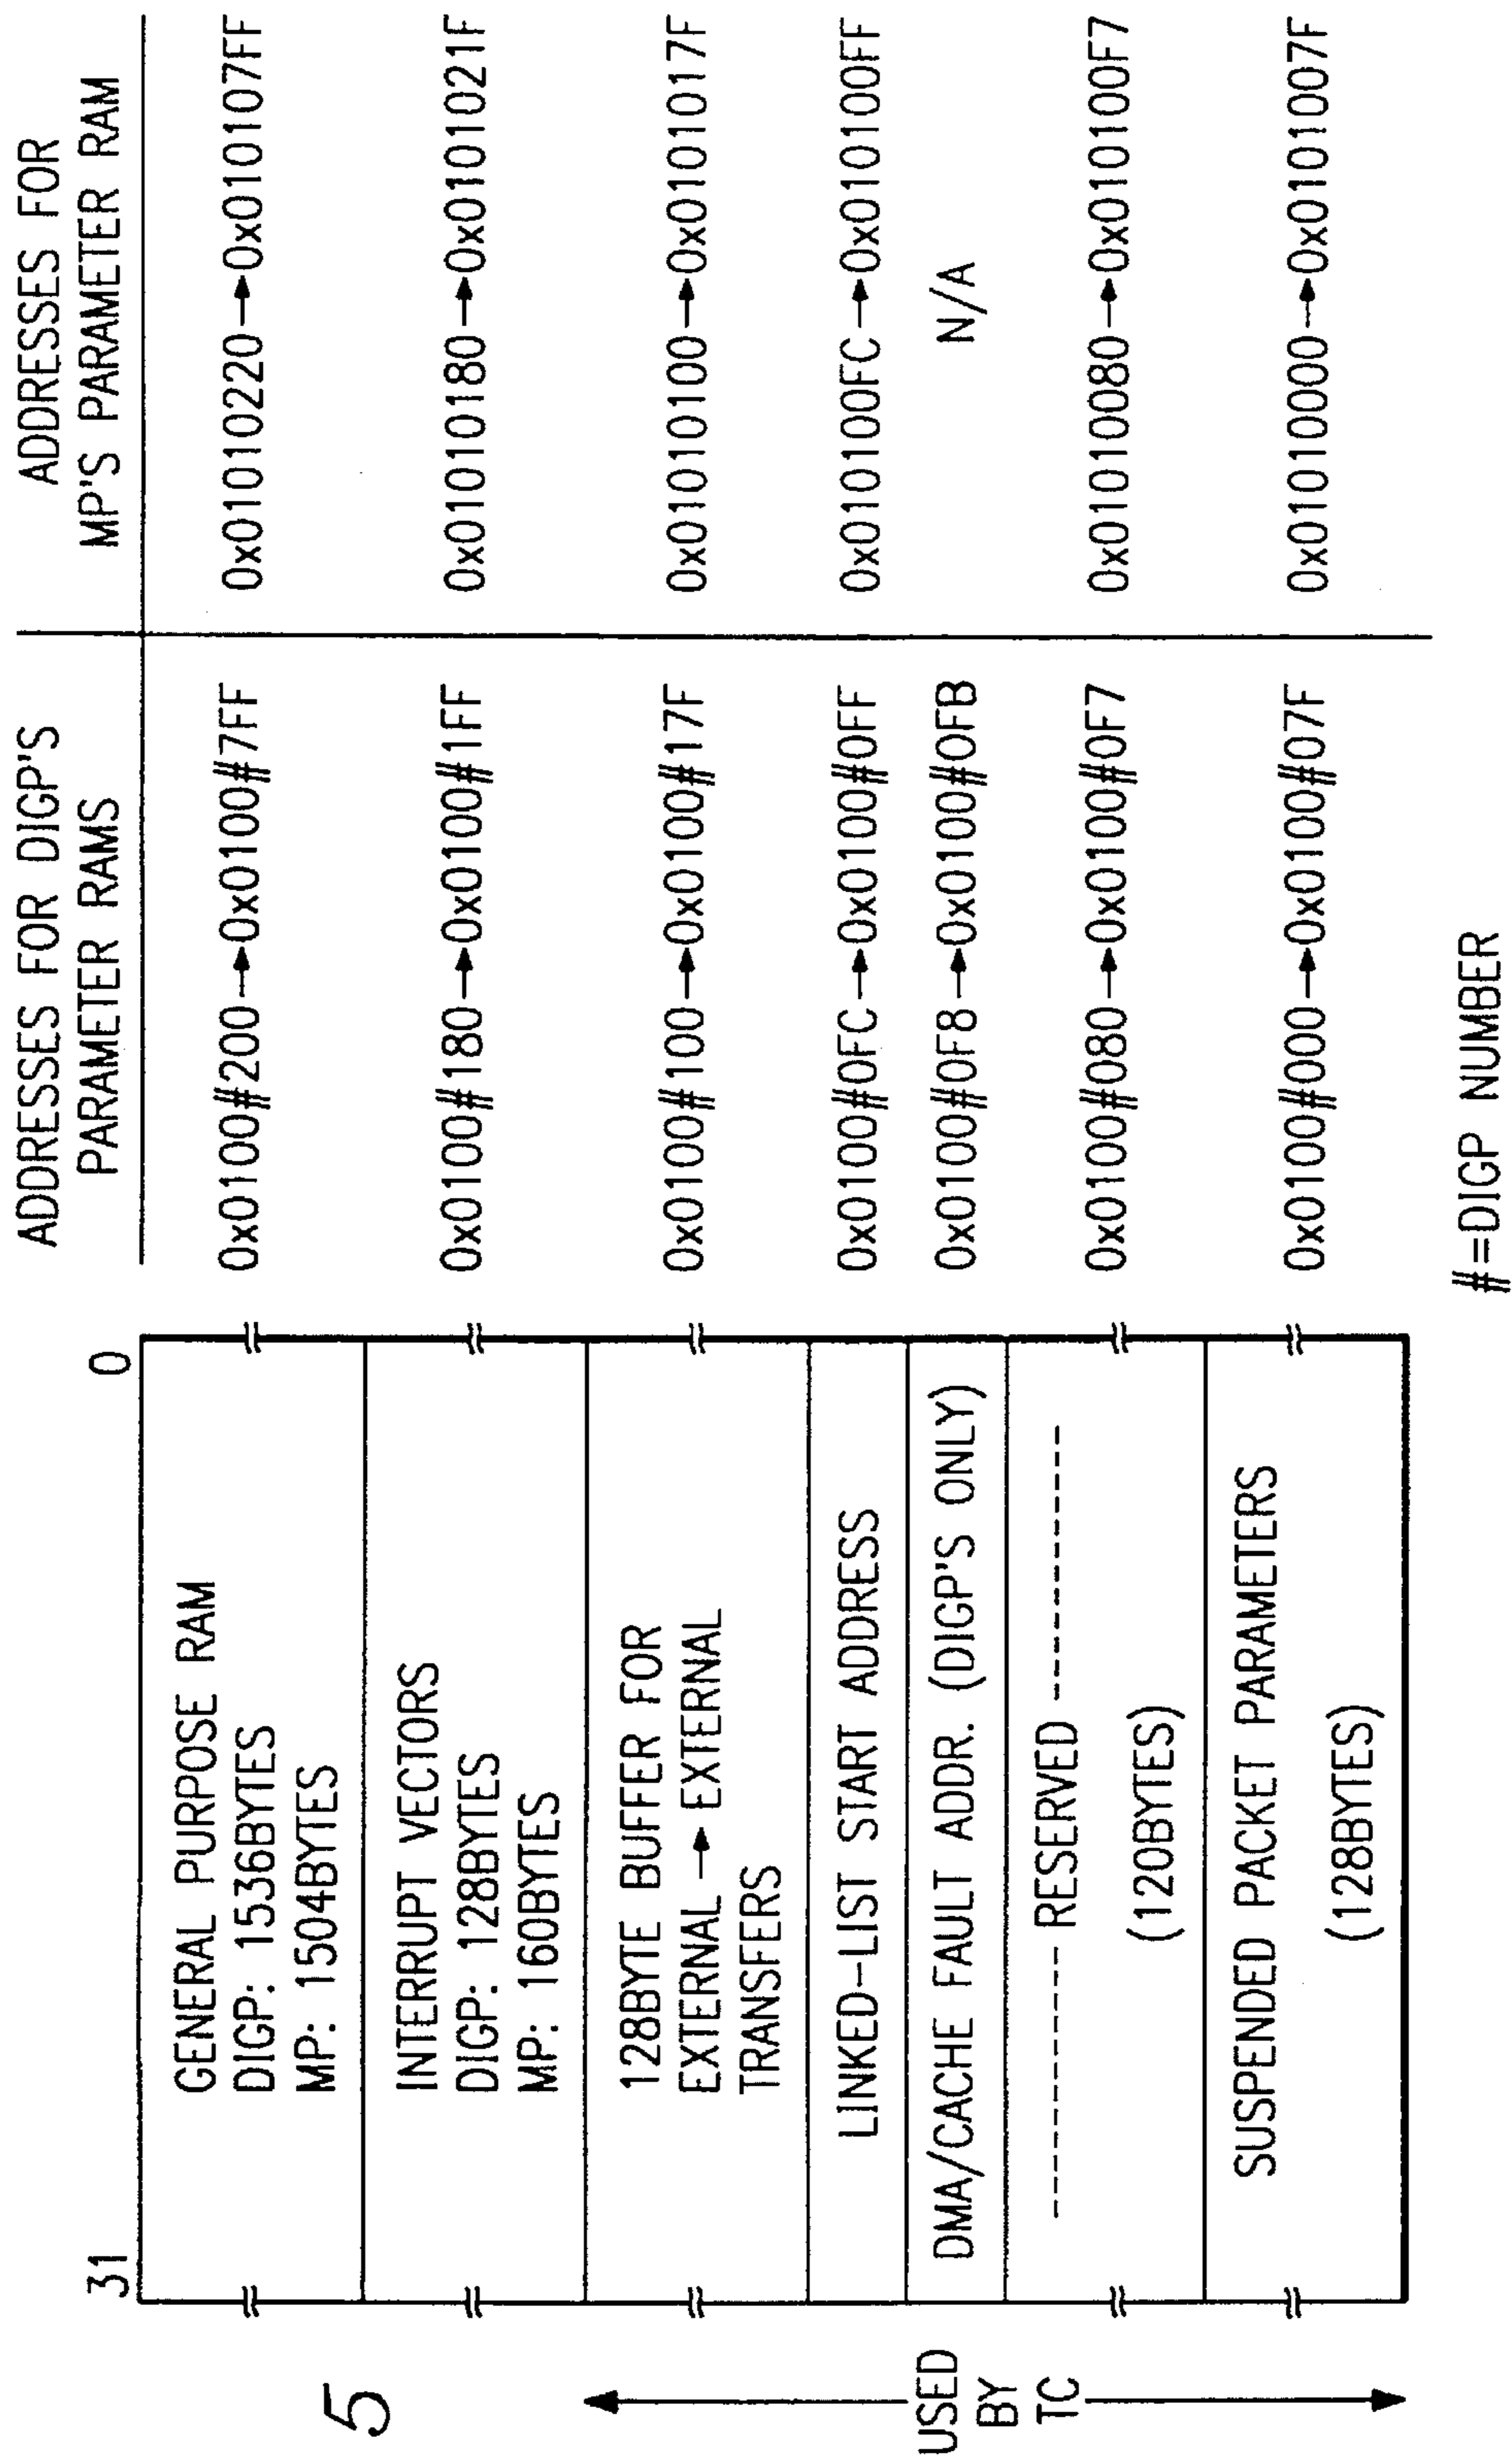 ADDRESSES FOR DIGP'S
PARAMETER RAMS
ADDRESSES FOR
MP'S PARAMETER RAM
31
0
GENERAL PURPOSE RAM
DIGP: 1536BYTES
MP: 1504BYTES
0x0100#200→0x0100#7FF
0x01010220→0x010107FF
5
INTERRUPT VECTORS
DIGP: 128BYTES
MP: 160BYTES
0x0100#180→0x0100#1FF
0x01010180→0x0101021F
128BYTE BUFFER FOR
EXTERNAL→EXTERNAL
TRANSFERS
0x0100#100→0x0100#17F
0x01010100→0x0101017F
LINKED-LIST START ADDRESS
0x0100#0FC→0x0100#0FF
0x010100FC→0x010100FF
DMA/CACHE FAULT ADDR. (DIGP'S ONLY)
0x0100#0F8→0x0100#0FB
N/A
USED
BY
TC
RESERVED
(120BYTES)
0x0100#080→0x0100#0F7
0x01010080→0x010100F7
SUSPENDED PACKET PARAMETERS
(128BYTES)
0x0100#000→0x0100#07F
0x01010000→0x0101007F
#=DIGP NUMBER